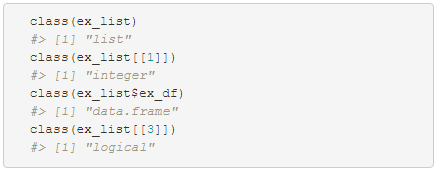 class(ex_list)
#> [1] "list"
class(ex_list[[1]])
#> [1] "integer"
class(ex_list$ex_df)
#> [1] "data.frame"
class(ex_list[[3]])
#> [1] "logical"